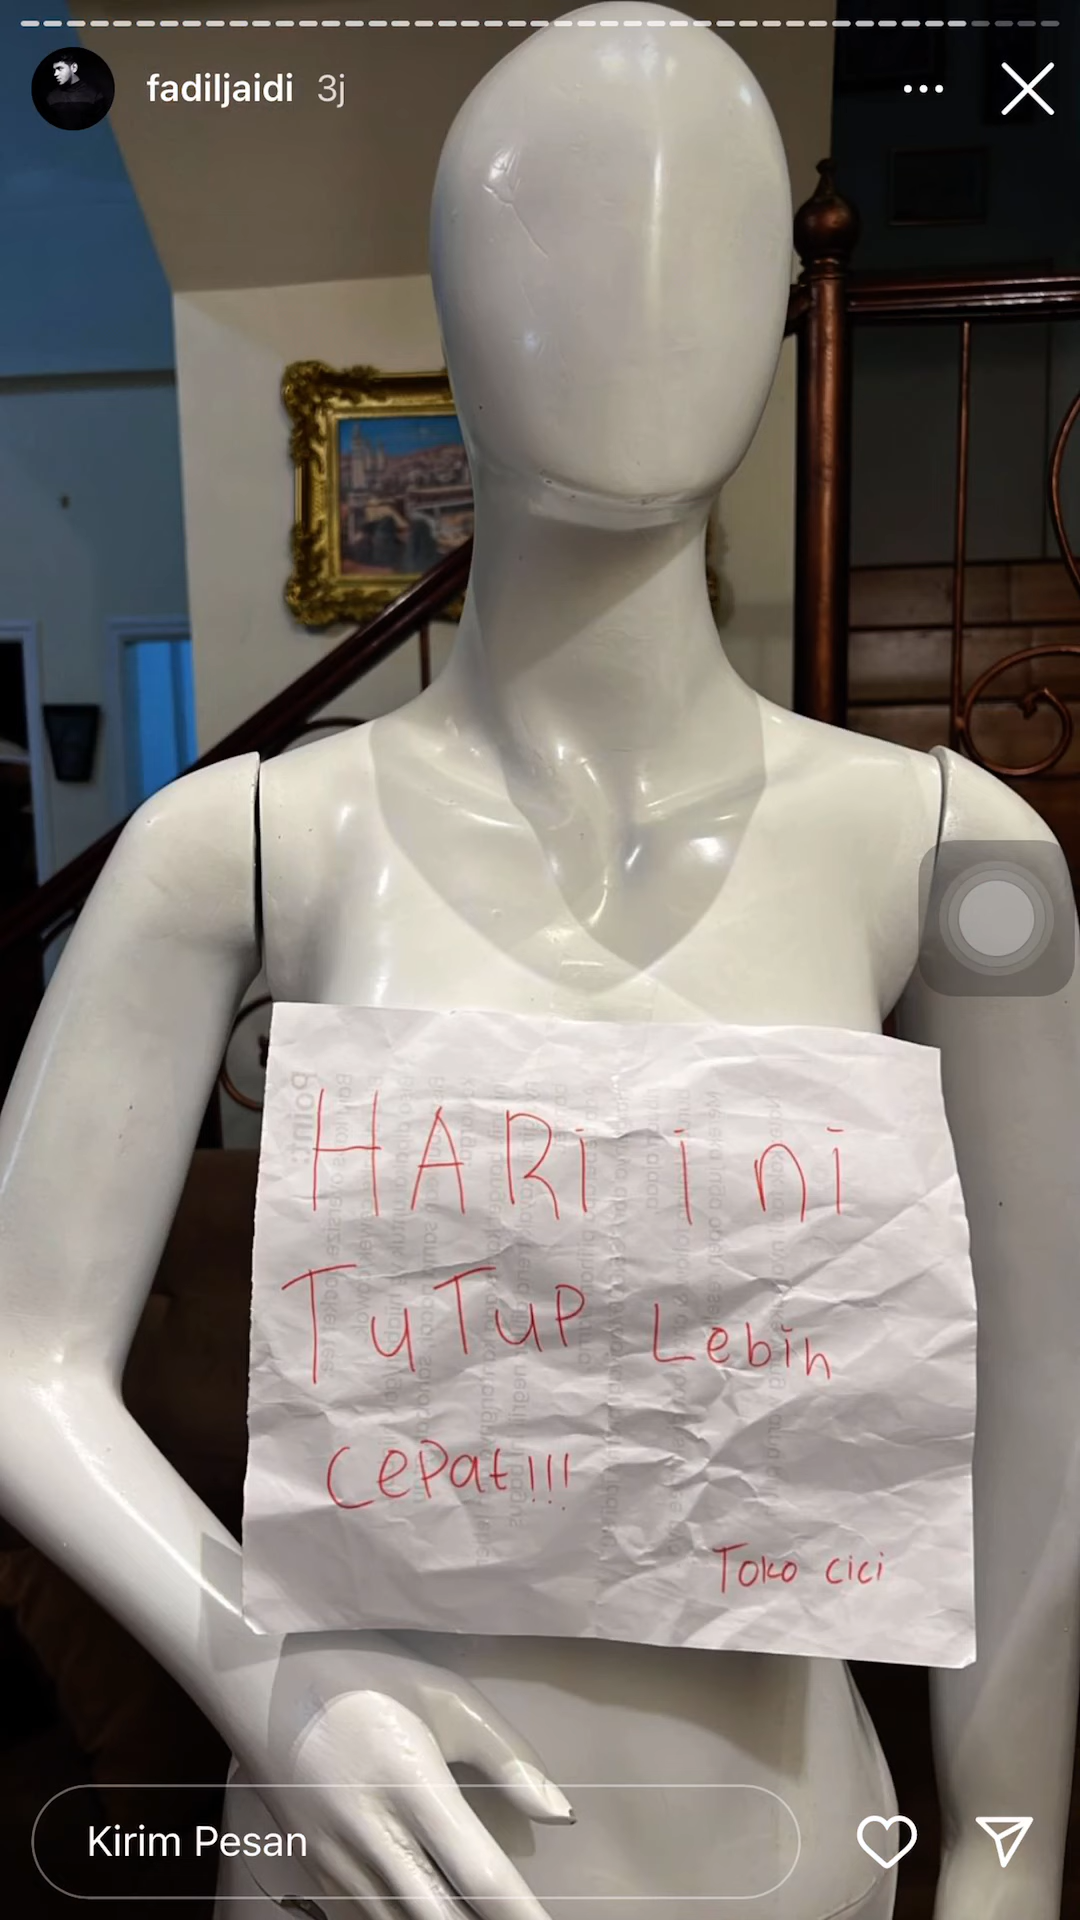 fadiljaidi 3j
HARi ini
TuTuP Lebih
cePat!!!
Toko cici
Kirim Pesan